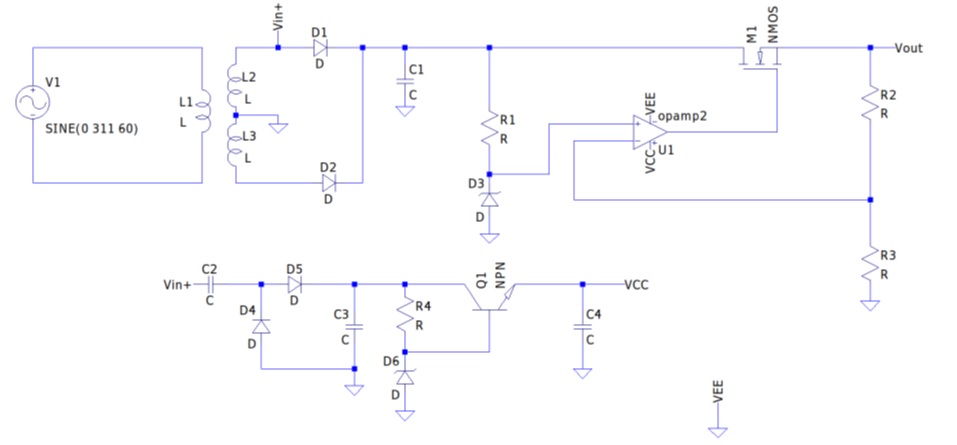 Vin+
D1
D
V1
SINE(0 311 60)
L1
L
L2
L
L3
L
D2
D
C1
C
R1
R
D3
D
VEE
opamp2
U1
VCC
M1
NMOS
Vout
R2
R
R3
R
Vin+
C2
C
D5
D
D4
D
C3
C
R4
R
D6
D
Q1
NPN
VCC
C4
C
VEE